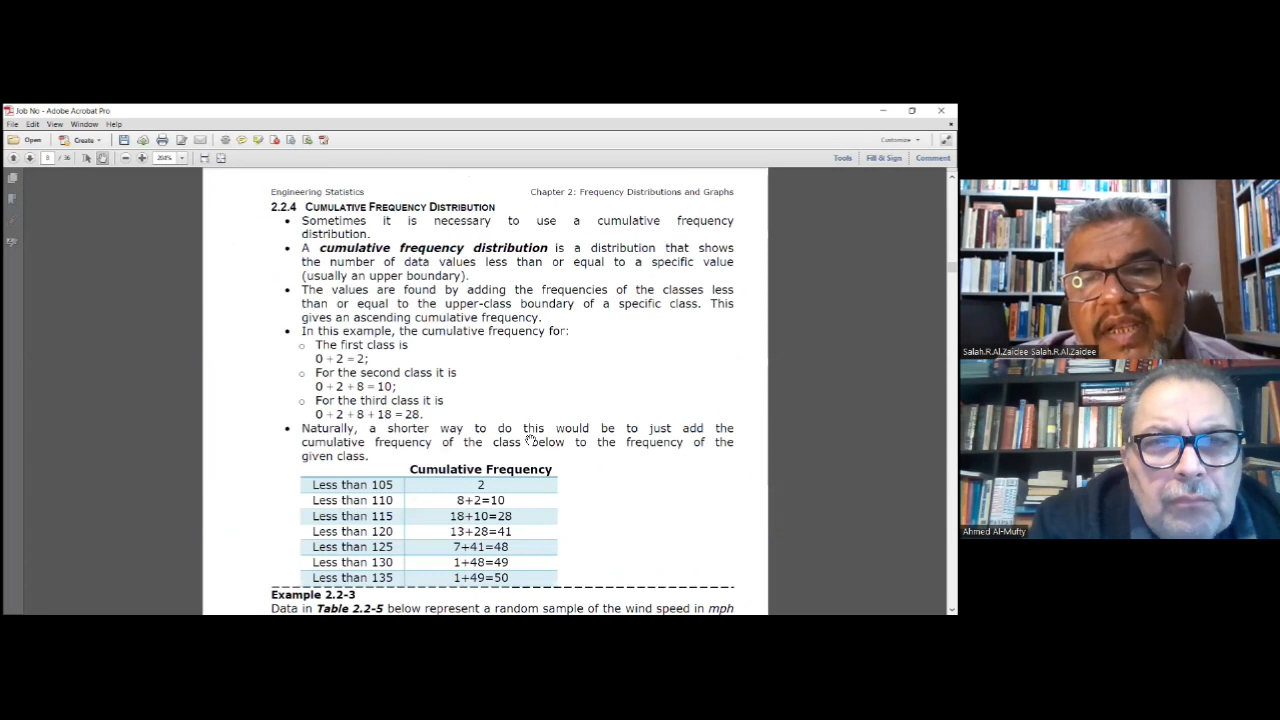 Job No - Adobe Acrobat Pro
File Edit View Window Help
Open Create Customize
8 / 36 204% Tools Fill & Sign Comment
Engineering Statistics Chapter 2: Frequency Distributions and Graphs
2.2.4 CUMULATIVE FREQUENCY DISTRIBUTION
• Sometimes it is necessary to use a cumulative frequency
distribution.
• A cumulative frequency distribution is a distribution that shows
the number of data values less than or equal to a specific value
(usually an upper boundary).
• The values are found by adding the frequencies of the classes less
than or equal to the upper-class boundary of a specific class. This
gives an ascending cumulative frequency.
• In this example, the cumulative frequency for:
o The first class is
0 + 2 = 2;
o For the second class it is
0 + 2 + 8 = 10;
o For the third class it is
0 + 2 + 8 + 18 = 28.
• Naturally, a shorter way to do this would be to just add the
cumulative frequency of the class below to the frequency of the
given class.
Cumulative Frequency
Less than 105 2
Less than 110 8+2=10
Less than 115 18+10=28
Less than 120 13+28=41
Less than 125 7+41=48
Less than 130 1+48=49
Less than 135 1+49=50
Example 2.2-3
Data in Table 2.2-5 below represent a random sample of the wind speed in mph
Salah.R.Al.Zaidee Salah.R.Al.Zaidee
Ahmed Al-Mufty